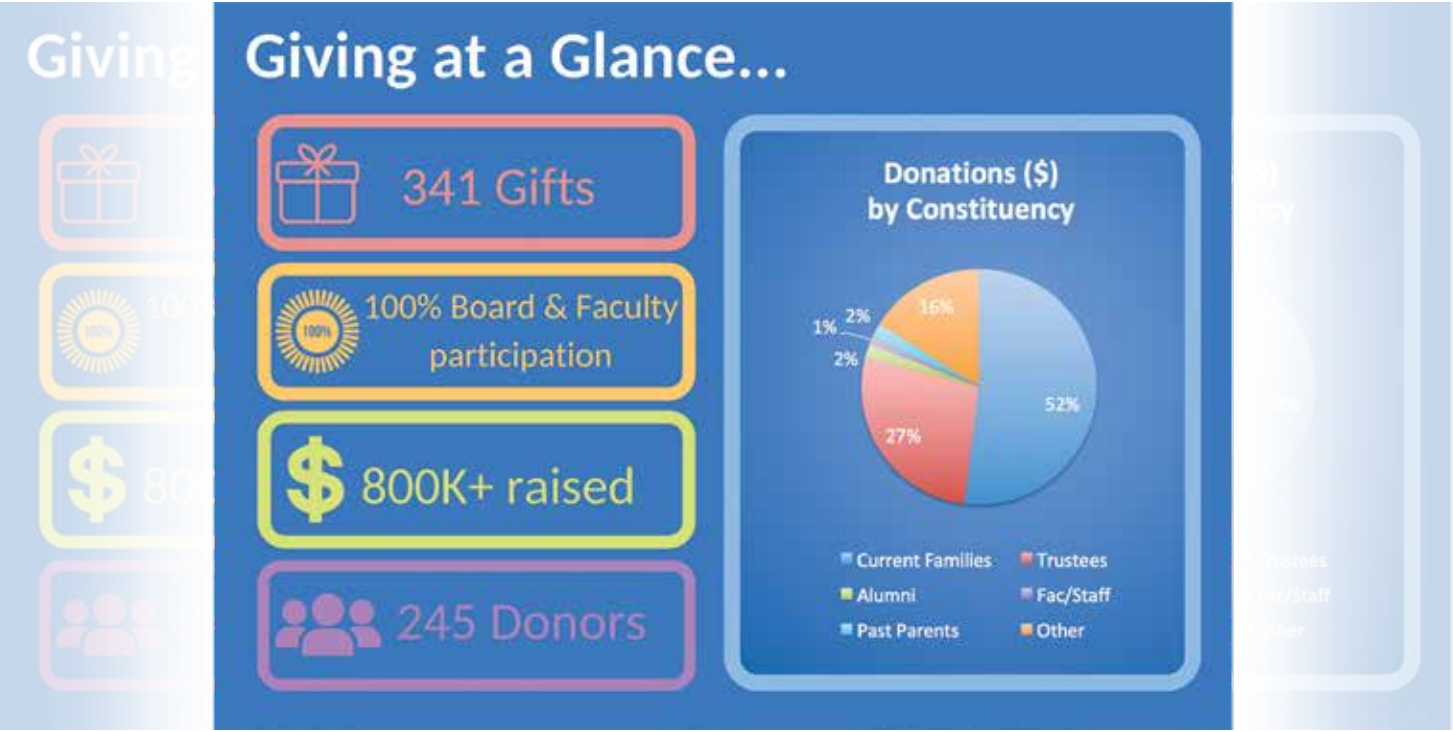 Giving
Giving at a Glance...
341 Gifts
100%
100% Board & Faculty
participation
$ 800K+ raised
245 Donors
Donations ($)
by Constituency
16%
2%
1%
2%
52%
27%
Current Families
Trustees
Alumni
Fac/Staff
Past Parents
Other